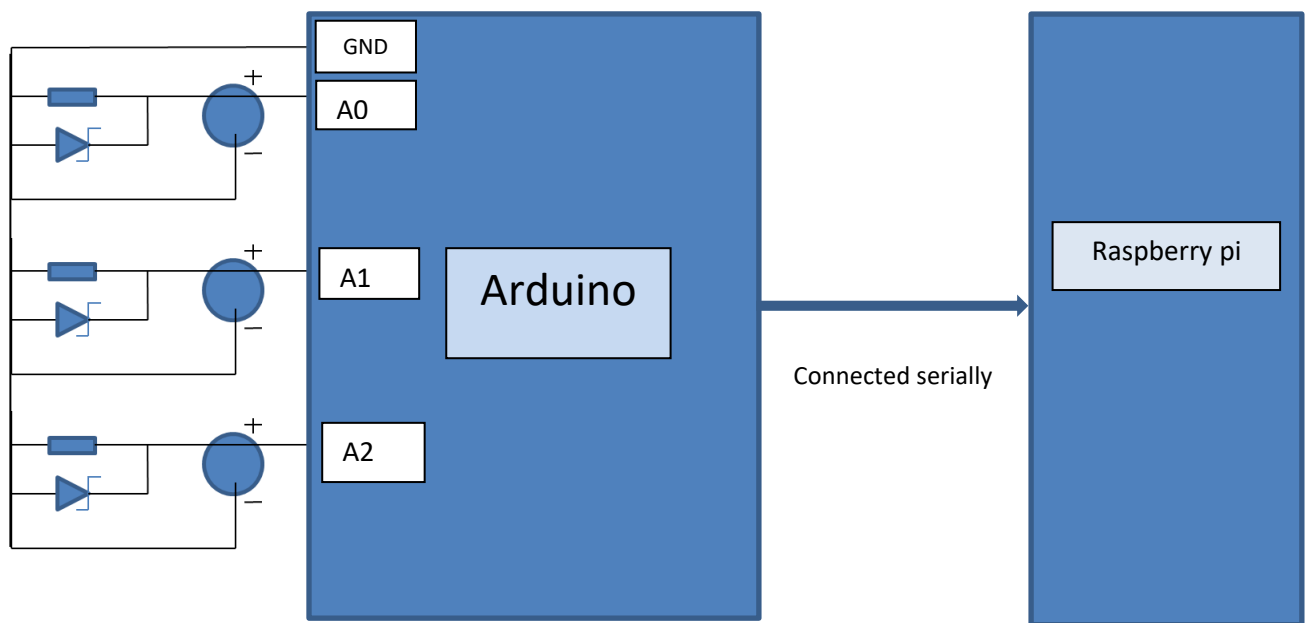 GND
+
A0
−
+
A1
Arduino
Raspberry pi
−
Connected serially
+
A2
−